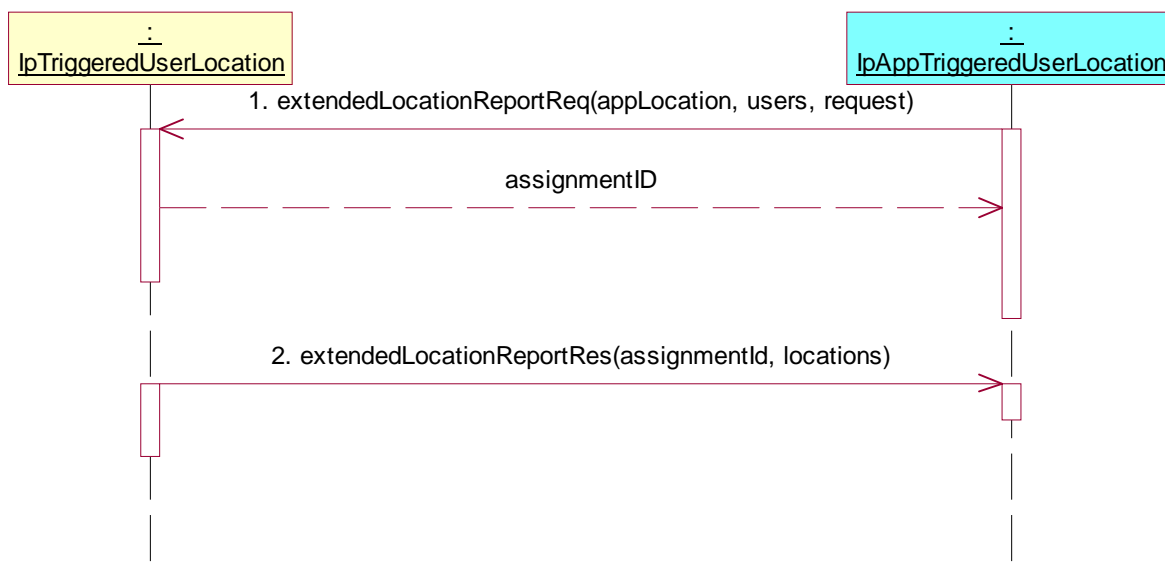 :
IpTriggeredUserLocation
:
IpAppTriggeredUserLocation
1. extendedLocationReportReq(appLocation, users, request)
assignmentID
2. extendedLocationReportRes(assignmentId, locations)